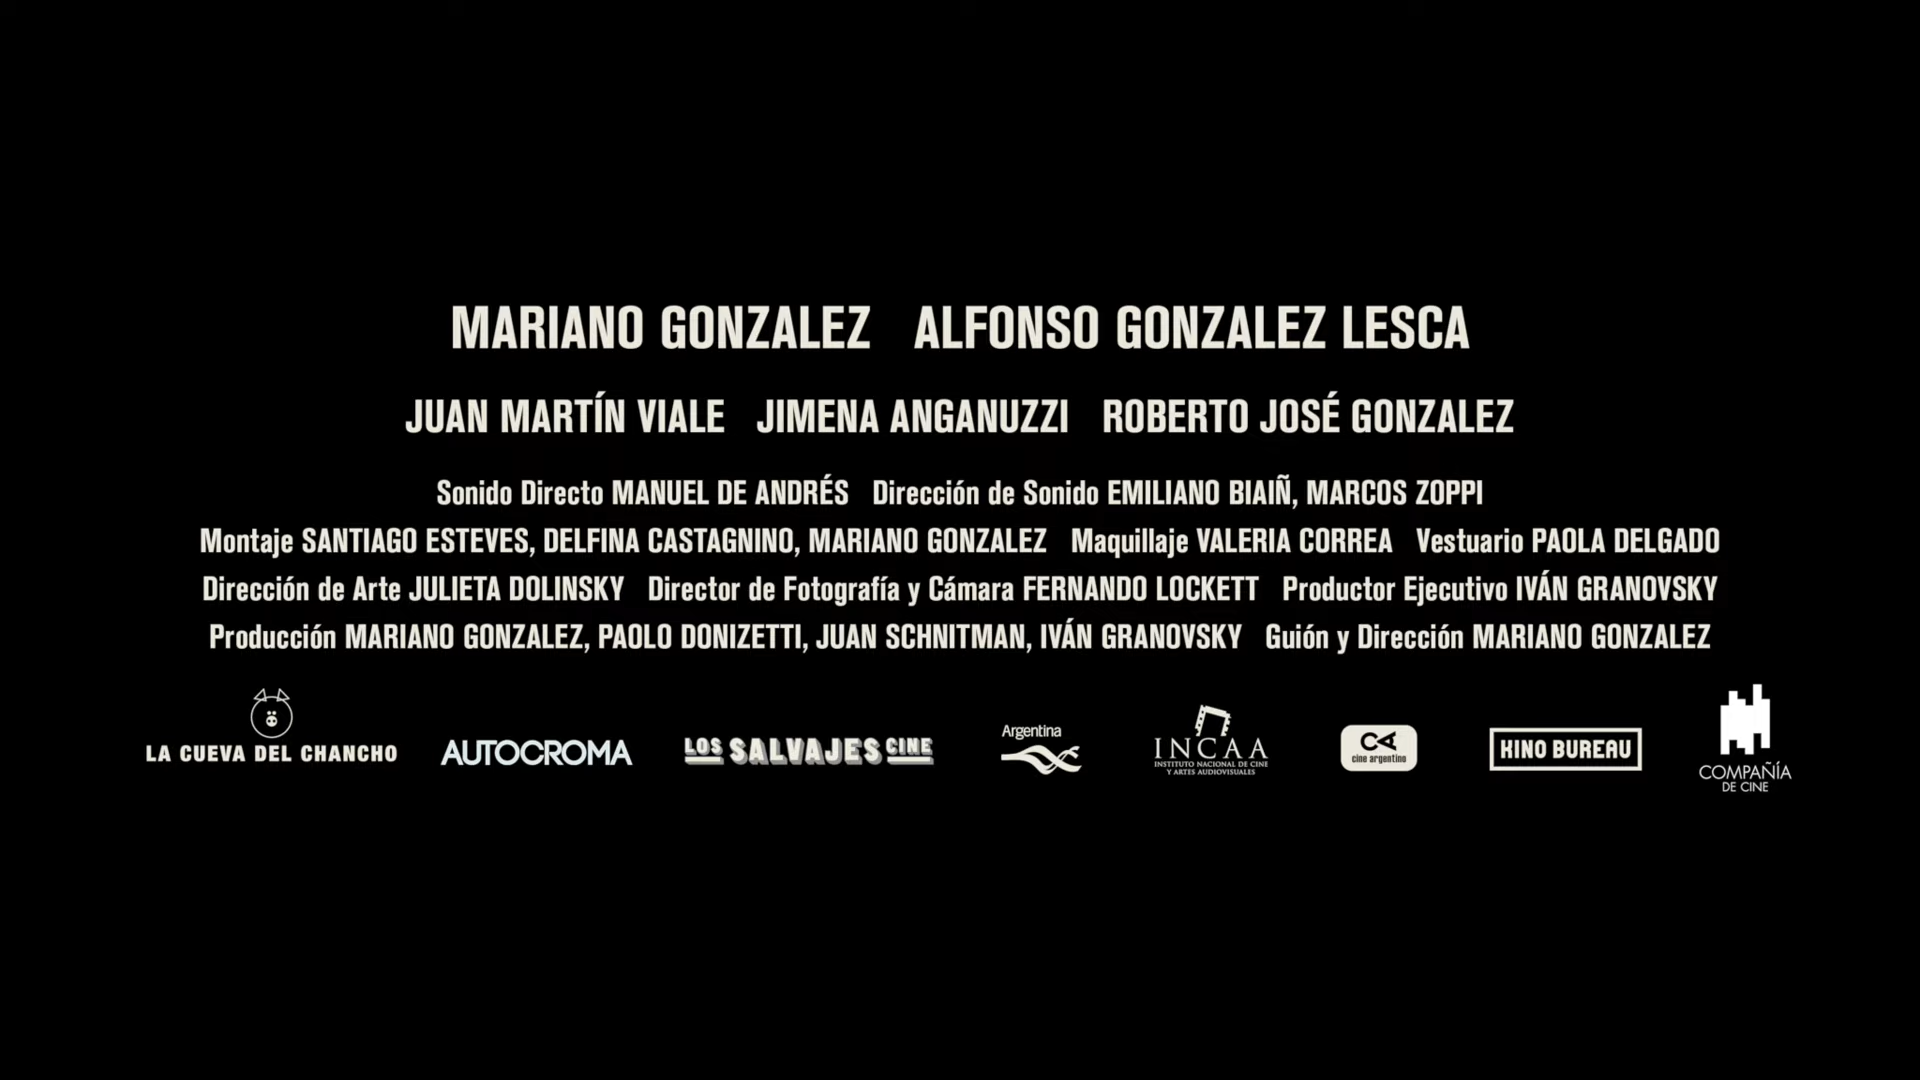 MARIANO GONZALEZ ALFONSO GONZALEZ LESCA
JUAN MARTÍN VIALE JIMENA ANGANUZZI ROBERTO JOSÉ GONZALEZ
Sonido Directo MANUEL DE ANDRÉS Dirección de Sonido EMILIANO BIAIÑ, MARCOS ZOPPI
Montaje SANTIAGO ESTEVES, DELFINA CASTAGNINO, MARIANO GONZALEZ Maquillaje VALERIA CORREA Vestuario PAOLA DELGADO
Dirección de Arte JULIETA DOLINSKY Director de Fotografía y Cámara FERNANDO LOCKETT Productor Ejecutivo IVÁN GRANOVSKY
Producción MARIANO GONZALEZ, PAOLO DONIZETTI, JUAN SCHNITMAN, IVÁN GRANOVSKY Guión y Dirección MARIANO GONZALEZ
LA CUEVA DEL CHANCHO
AUTOCROMA
LOS SALVAJES CINE
Argentina
INCAA
INSTITUTO NACIONAL DE CINE
Y ARTES AUDIOVISUALES
CA
cine argentino
KINO BUREAU
COMPAÑÍA
DE CINE